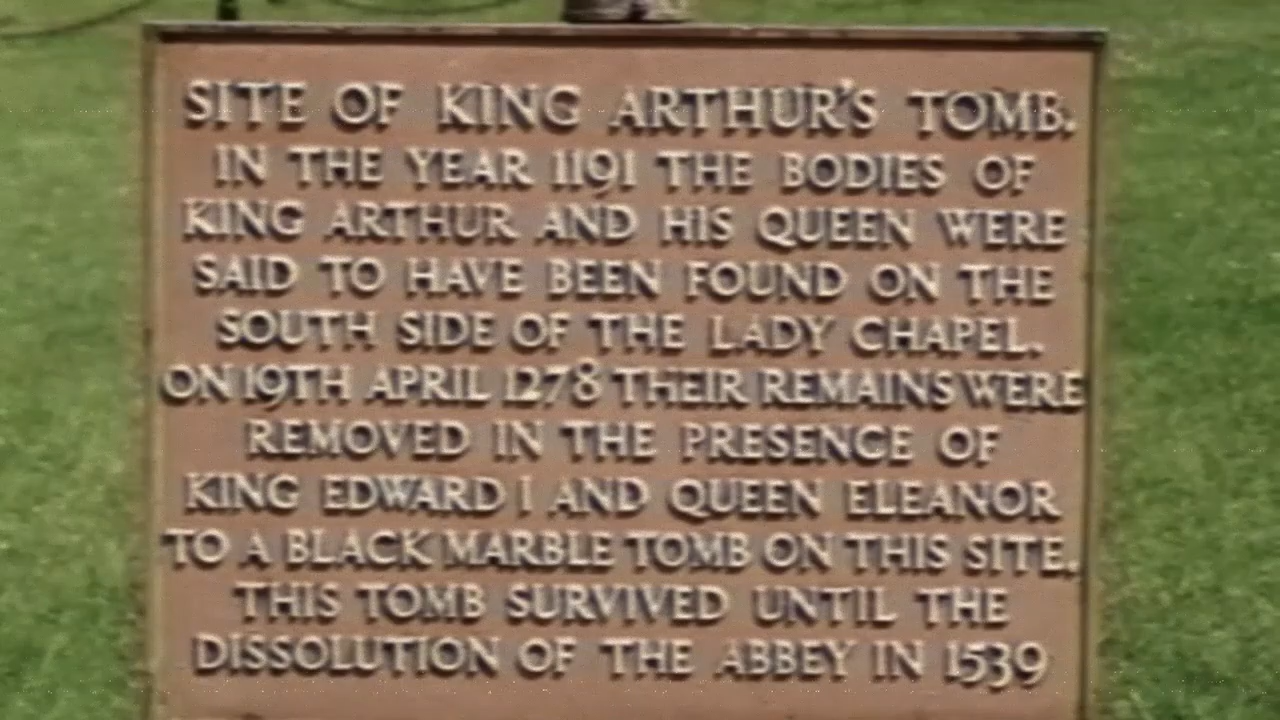 SITE OF KING ARTHUR'S TOMB.
IN THE YEAR 1191 THE BODIES OF
KING ARTHUR AND HIS QUEEN WERE
SAID TO HAVE BEEN FOUND ON THE
SOUTH SIDE OF THE LADY CHAPEL.
ON 19TH APRIL 1278 THEIR REMAINS WERE
REMOVED IN THE PRESENCE OF
KING EDWARD I AND QUEEN ELEANOR
TO A BLACK MARBLE TOMB ON THIS SITE.
THIS TOMB SURVIVED UNTIL THE
DISSOLUTION OF THE ABBEY IN 1539